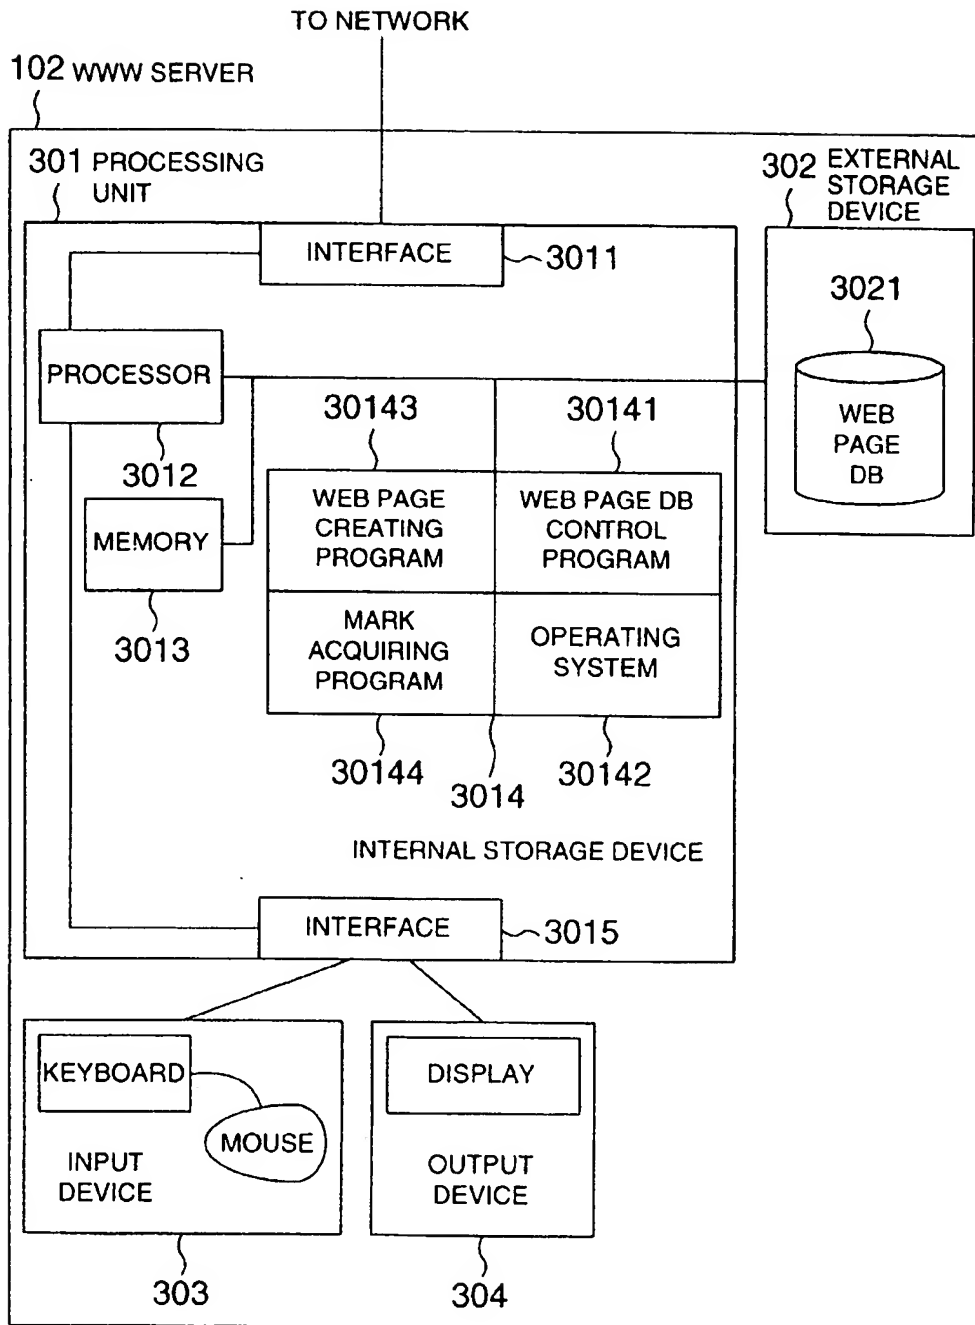 TO NETWORK
102 WWW SERVER
301 PROCESSING
UNIT
302 EXTERNAL
STORAGE
DEVICE
INTERFACE
3011
3021
PROCESSOR
WEB
PAGE
DB
3012
30143
30141
MEMORY
3013
WEB PAGE
CREATING
PROGRAM
WEB PAGE DB
CONTROL
PROGRAM
MARK
ACQUIRING
PROGRAM
OPERATING
SYSTEM
30144
3014
30142
INTERNAL STORAGE DEVICE
INTERFACE
3015
KEYBOARD
MOUSE
INPUT
DEVICE
DISPLAY
OUTPUT
DEVICE
303
304